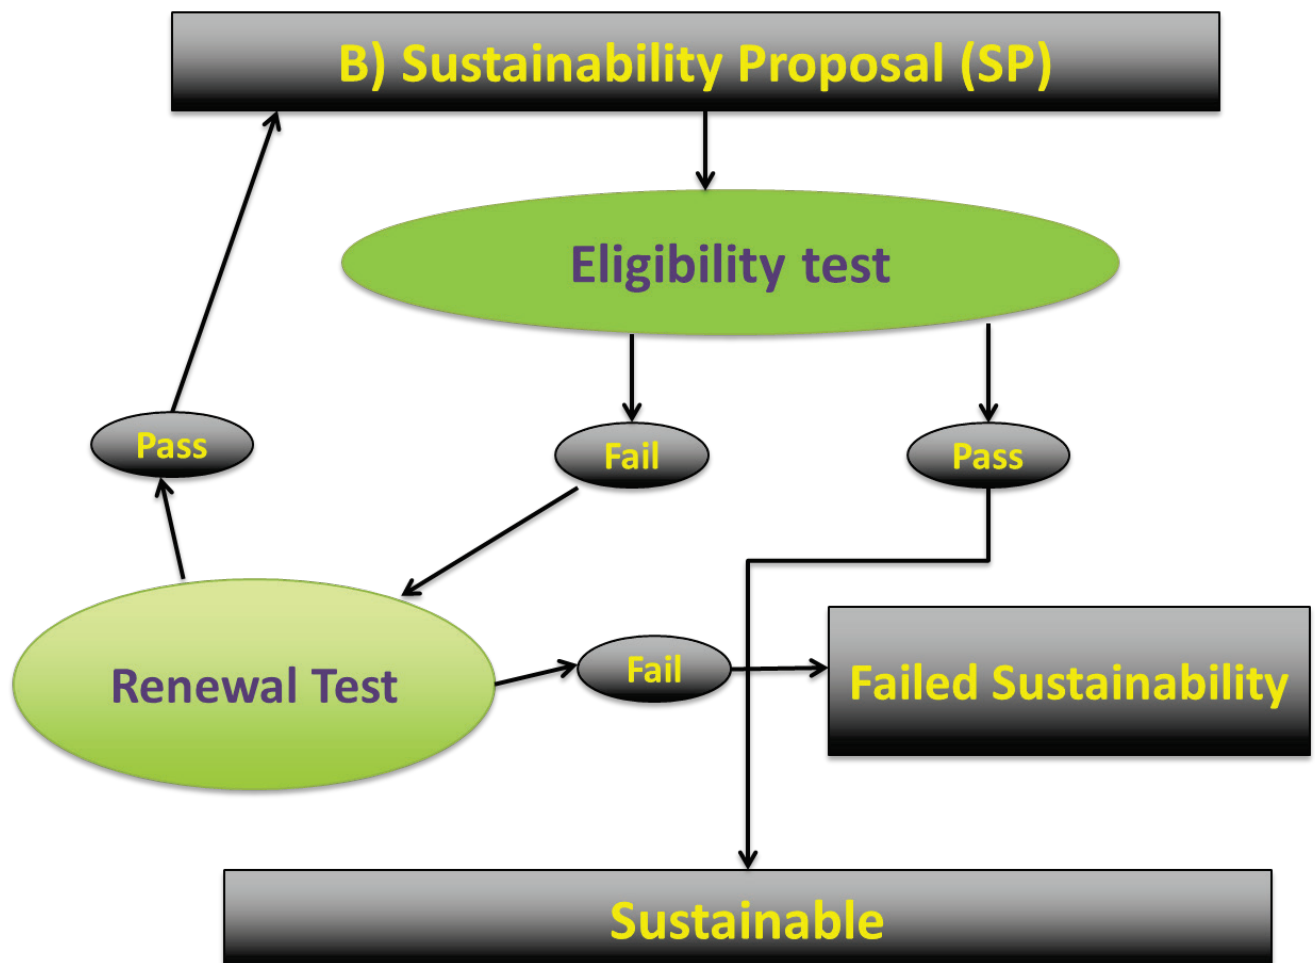 B) Sustainability Proposal (SP)
Eligibility test
Pass
Fail
Pass
Renewal Test
Fail
Failed Sustainability
Sustainable